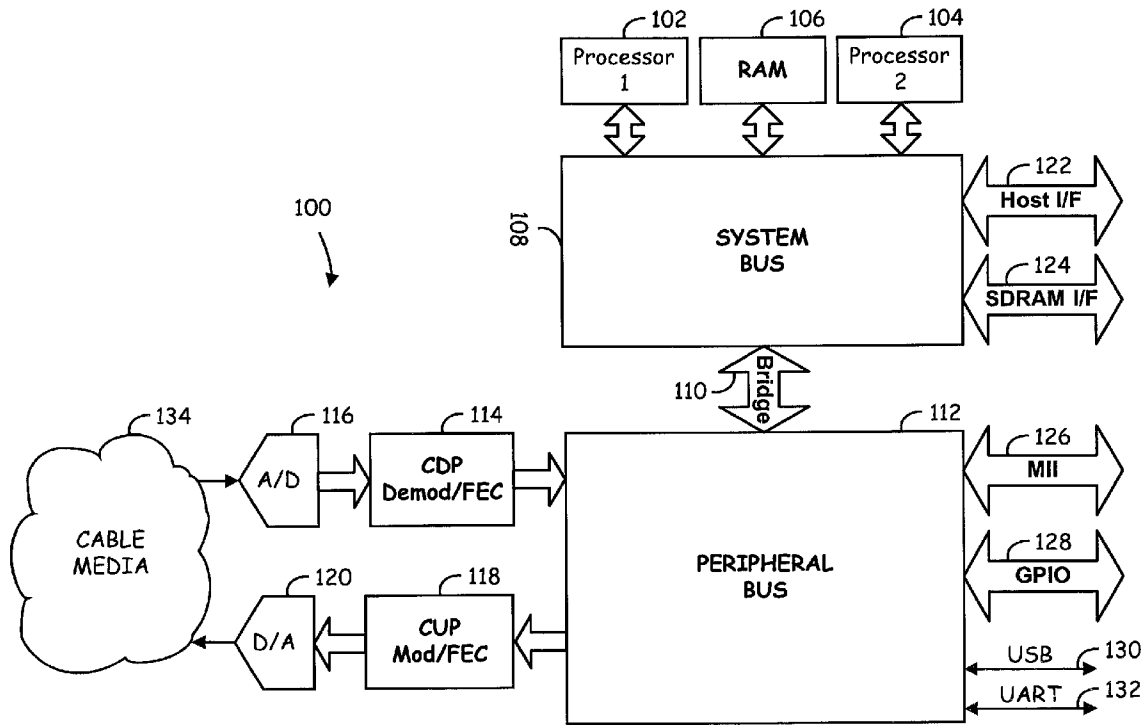 102
106
104
Processor
1
RAM
Processor
2
122
Host I/F
100
108
SYSTEM
BUS
124
SDRAM I/F
110
Bridge
134
116
114
112
A/D
CDP
Demod/FEC
126
MII
CABLE
MEDIA
PERIPHERAL
BUS
128
GPIO
120
118
D/A
CUP
Mod/FEC
USB
130
UART
132